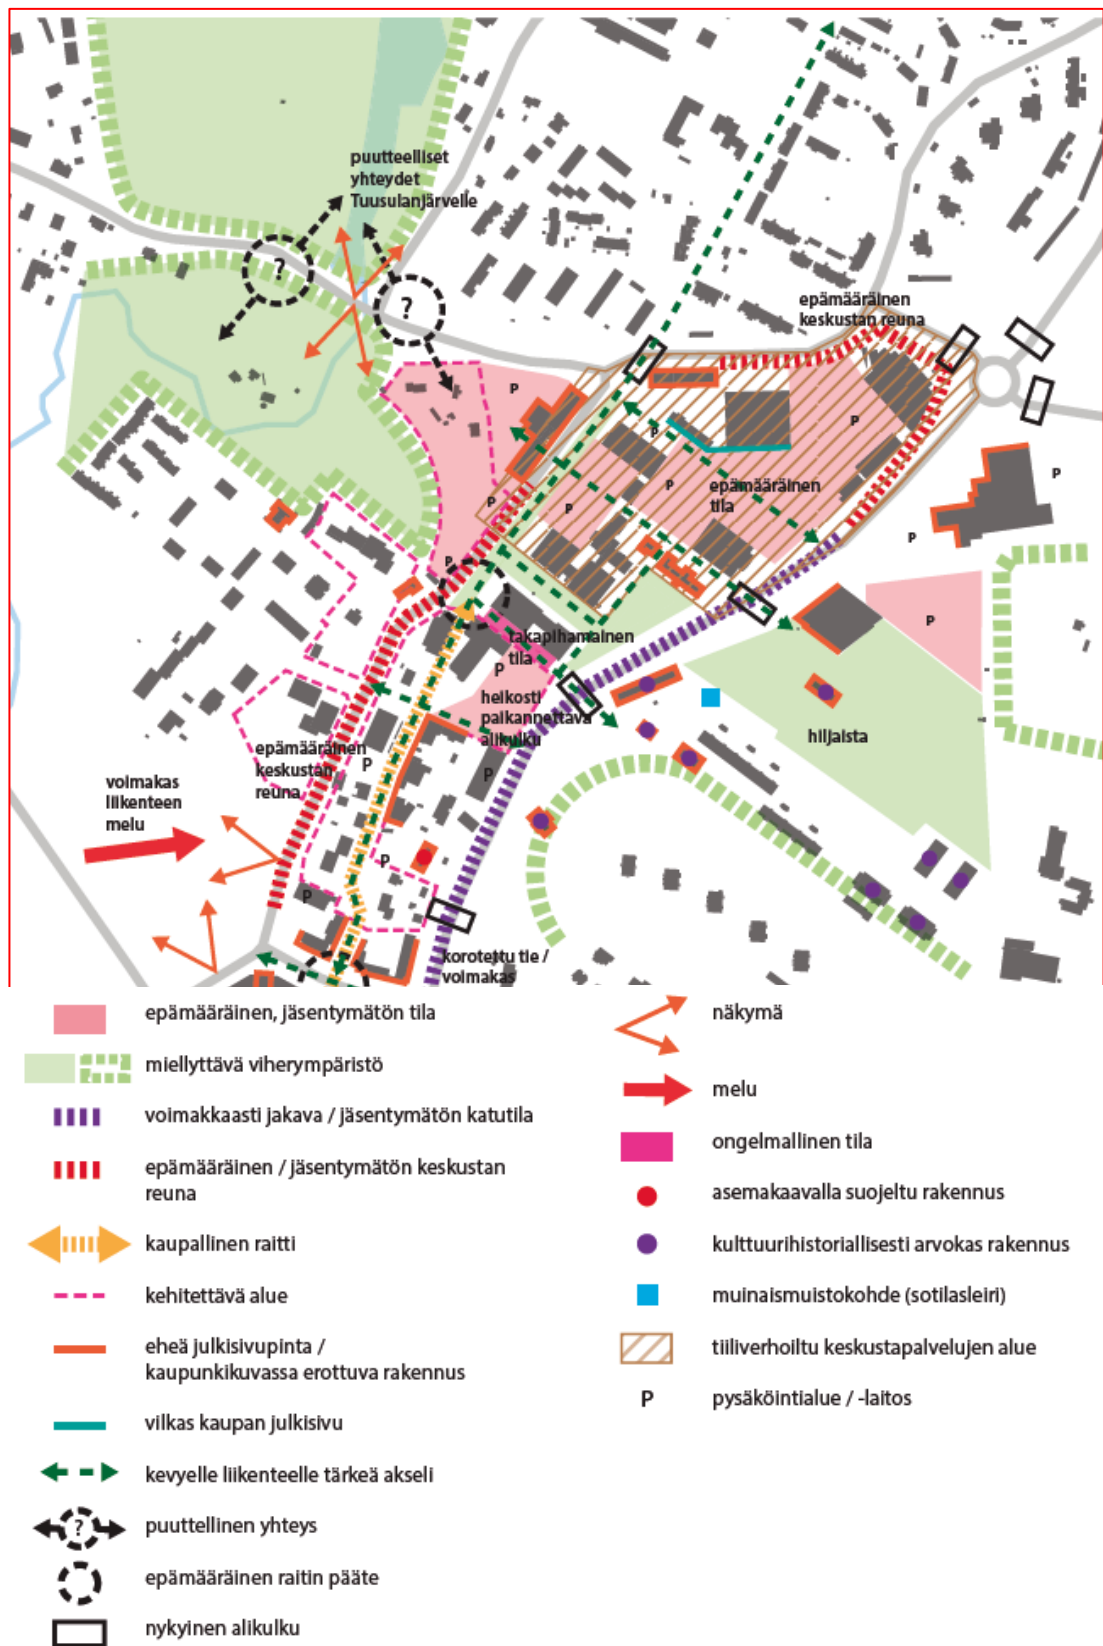 puutteelliset
yhteydet
Tuusulanjärvelle
?
?
epämääräinen
keskustan reuna
P
P
P
P
P
P
P
P
P
epämääräinen
tila
P
takapihamainen
tila
P
heikosti
paikannettava
alikulku
P
hiljaista
epämääräinen
keskustan
reuna
P
P
voimakas
liikenteen
melu
P
P
korotettu tie /
voimakas
epämääräinen, jäsentymätön tila
miellyttävä viherympäristö
voimakkaasti jakava / jäsentymätön katutila
epämääräinen / jäsentymätön keskustan
reuna
kaupallinen raitti
kehitettävä alue
eheä julkisivupinta /
kaupunkikuvassa erottuva rakennus
vilkas kaupan julkisivu
kevyelle liikenteelle tärkeä akseli
?
puuttellinen yhteys
epämääräinen raitin pääte
nykyinen alikulku
näkymä
melu
ongelmallinen tila
asemakaavalla suojeltu rakennus
kulttuurihistoriallisesti arvokas rakennus
muinaismuistokohde (sotilasleiri)
tiiliverhoiltu keskustapalvelujen alue
P pysäköintialue / -laitos